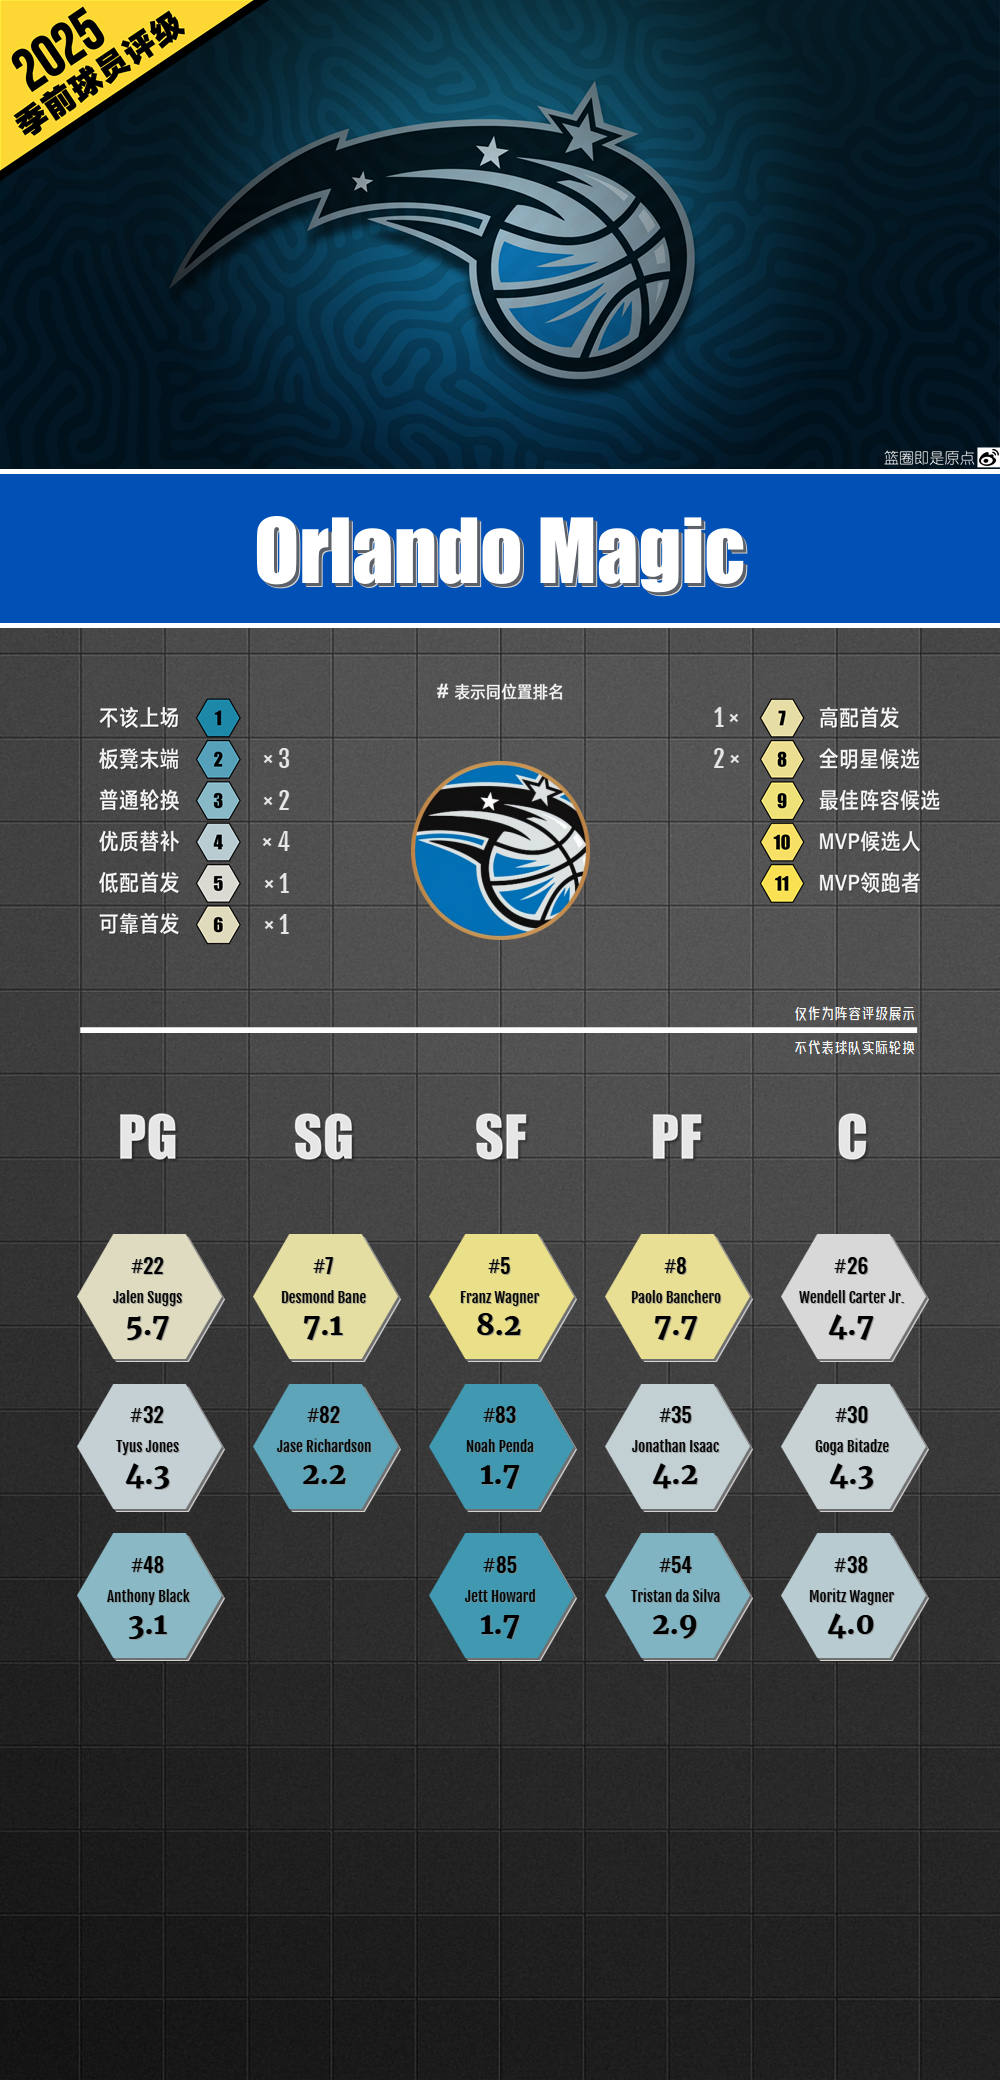 2025
季前球员评级
篮圈即是原点
Orlando Magic
# 表示同位置排名
不该上场 1
板凳末端 2 ×3
普通轮换 3 ×2
优质替补 4 ×4
低配首发 5 ×1
可靠首发 6 ×1
1× 7 高配首发
2× 8 全明星候选
9 最佳阵容候选
10 MVP候选人
11 MVP领跑者
仅作为阵容评级展示
不代表球队实际轮换
PG SG SF PF C
#22 #7 #5 #8 #26
Jalen Suggs Desmond Bane Franz Wagner Paolo Banchero Wendell Carter Jr.
5.7 7.1 8.2 7.7 4.7
#32 #82 #83 #35 #30
Tyus Jones Jase Richardson Noah Penda Jonathan Isaac Goga Bitadze
4.3 2.2 1.7 4.2 4.3
#48 #85 #54 #38
Anthony Black Jett Howard Tristan da Silva Moritz Wagner
3.1 1.7 2.9 4.0